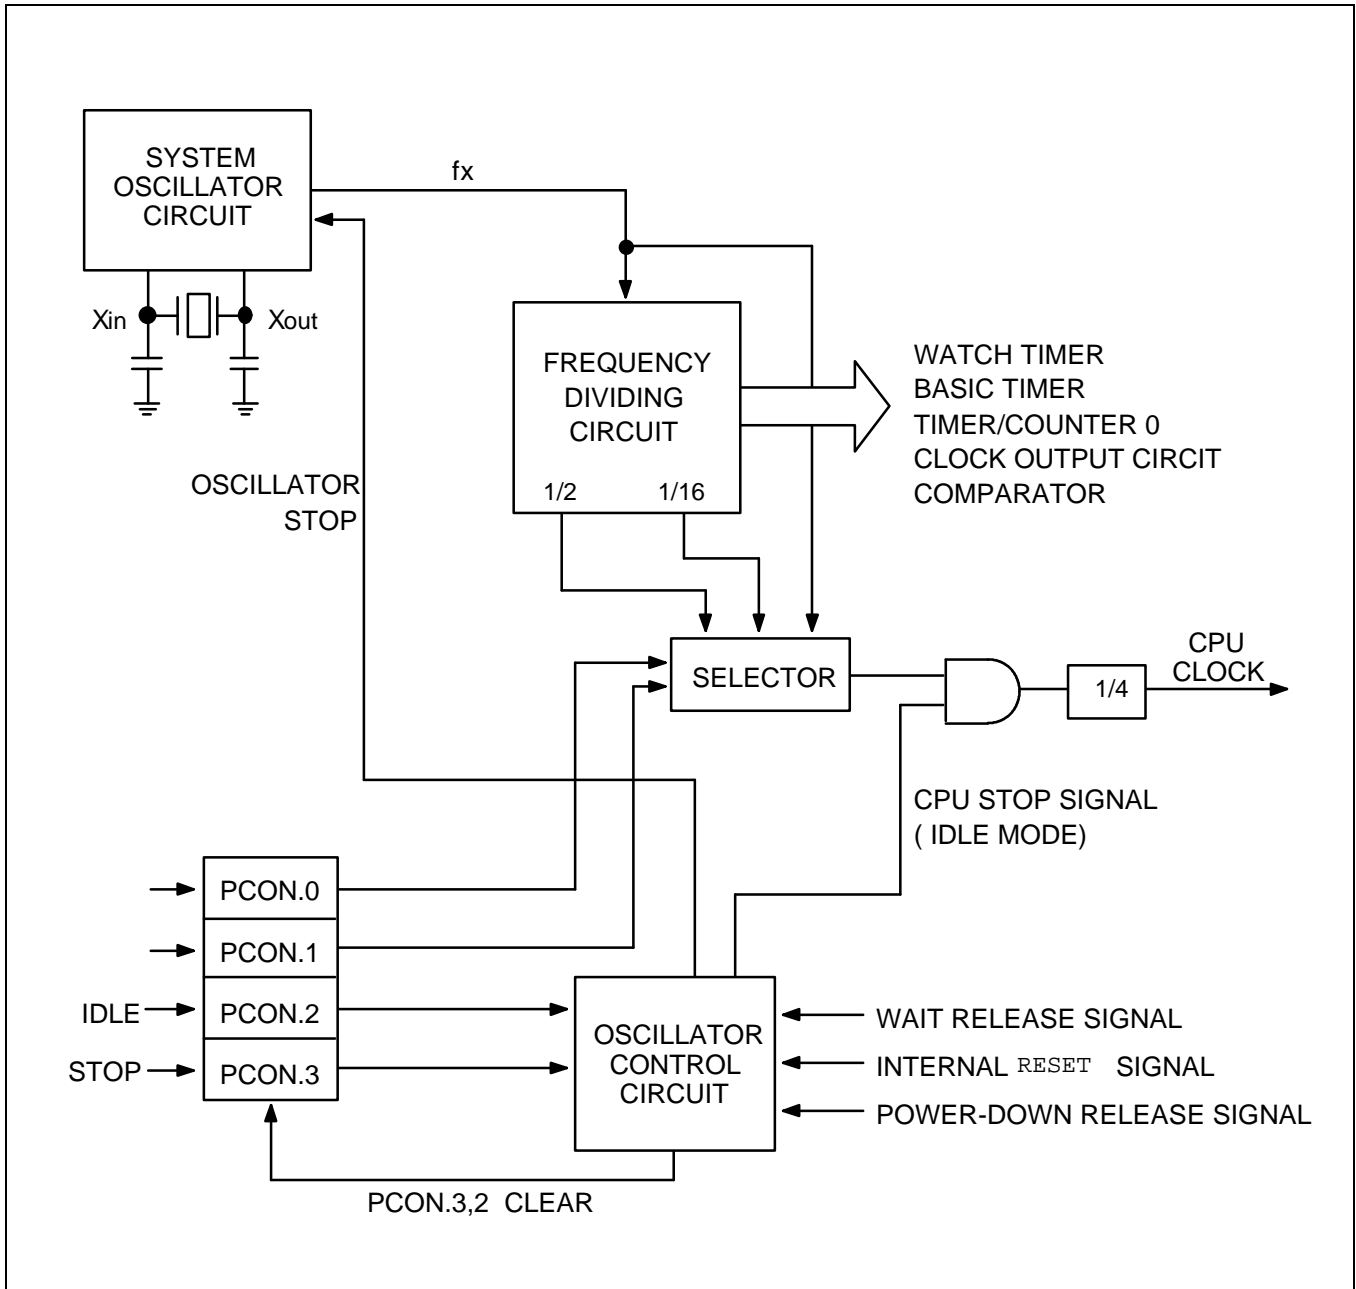 SYSTEM
OSCILLATOR
CIRCUIT
fx
Xin
Xout
FREQUENCY
DIVIDING
CIRCUIT
1/2 1/16
WATCH TIMER
BASIC TIMER
TIMER/COUNTER 0
CLOCK OUTPUT CIRCIT
COMPARATOR
OSCILLATOR
STOP
SELECTOR
1/4
CPU
CLOCK
CPU STOP SIGNAL
( IDLE MODE)
PCON.0
PCON.1
IDLE
PCON.2
STOP
PCON.3
OSCILLATOR
CONTROL
CIRCUIT
WAIT RELEASE SIGNAL
INTERNAL RESET SIGNAL
POWER-DOWN RELEASE SIGNAL
PCON.3,2 CLEAR